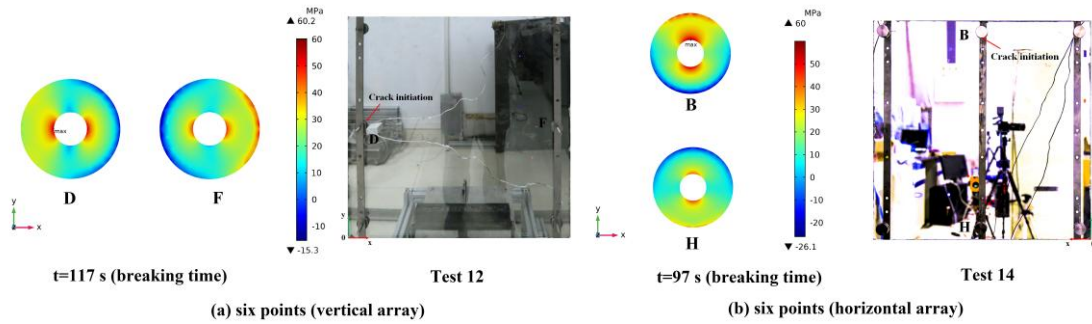 MPa
▲ 60.2
60
50
40
30
20
10
0
-10
▼ -15.3
max
D
F
y
z
x
Crack initiation
D
F
y
0
x
t=117 s (breaking time)
Test 12
(a) six points (vertical array)
MPa
▲ 60
50
40
30
20
10
0
-10
-20
▼ -26.1
max
B
H
y
z
x
B
Crack initiation
H
x
t=97 s (breaking time)
Test 14
(b) six points (horizontal array)